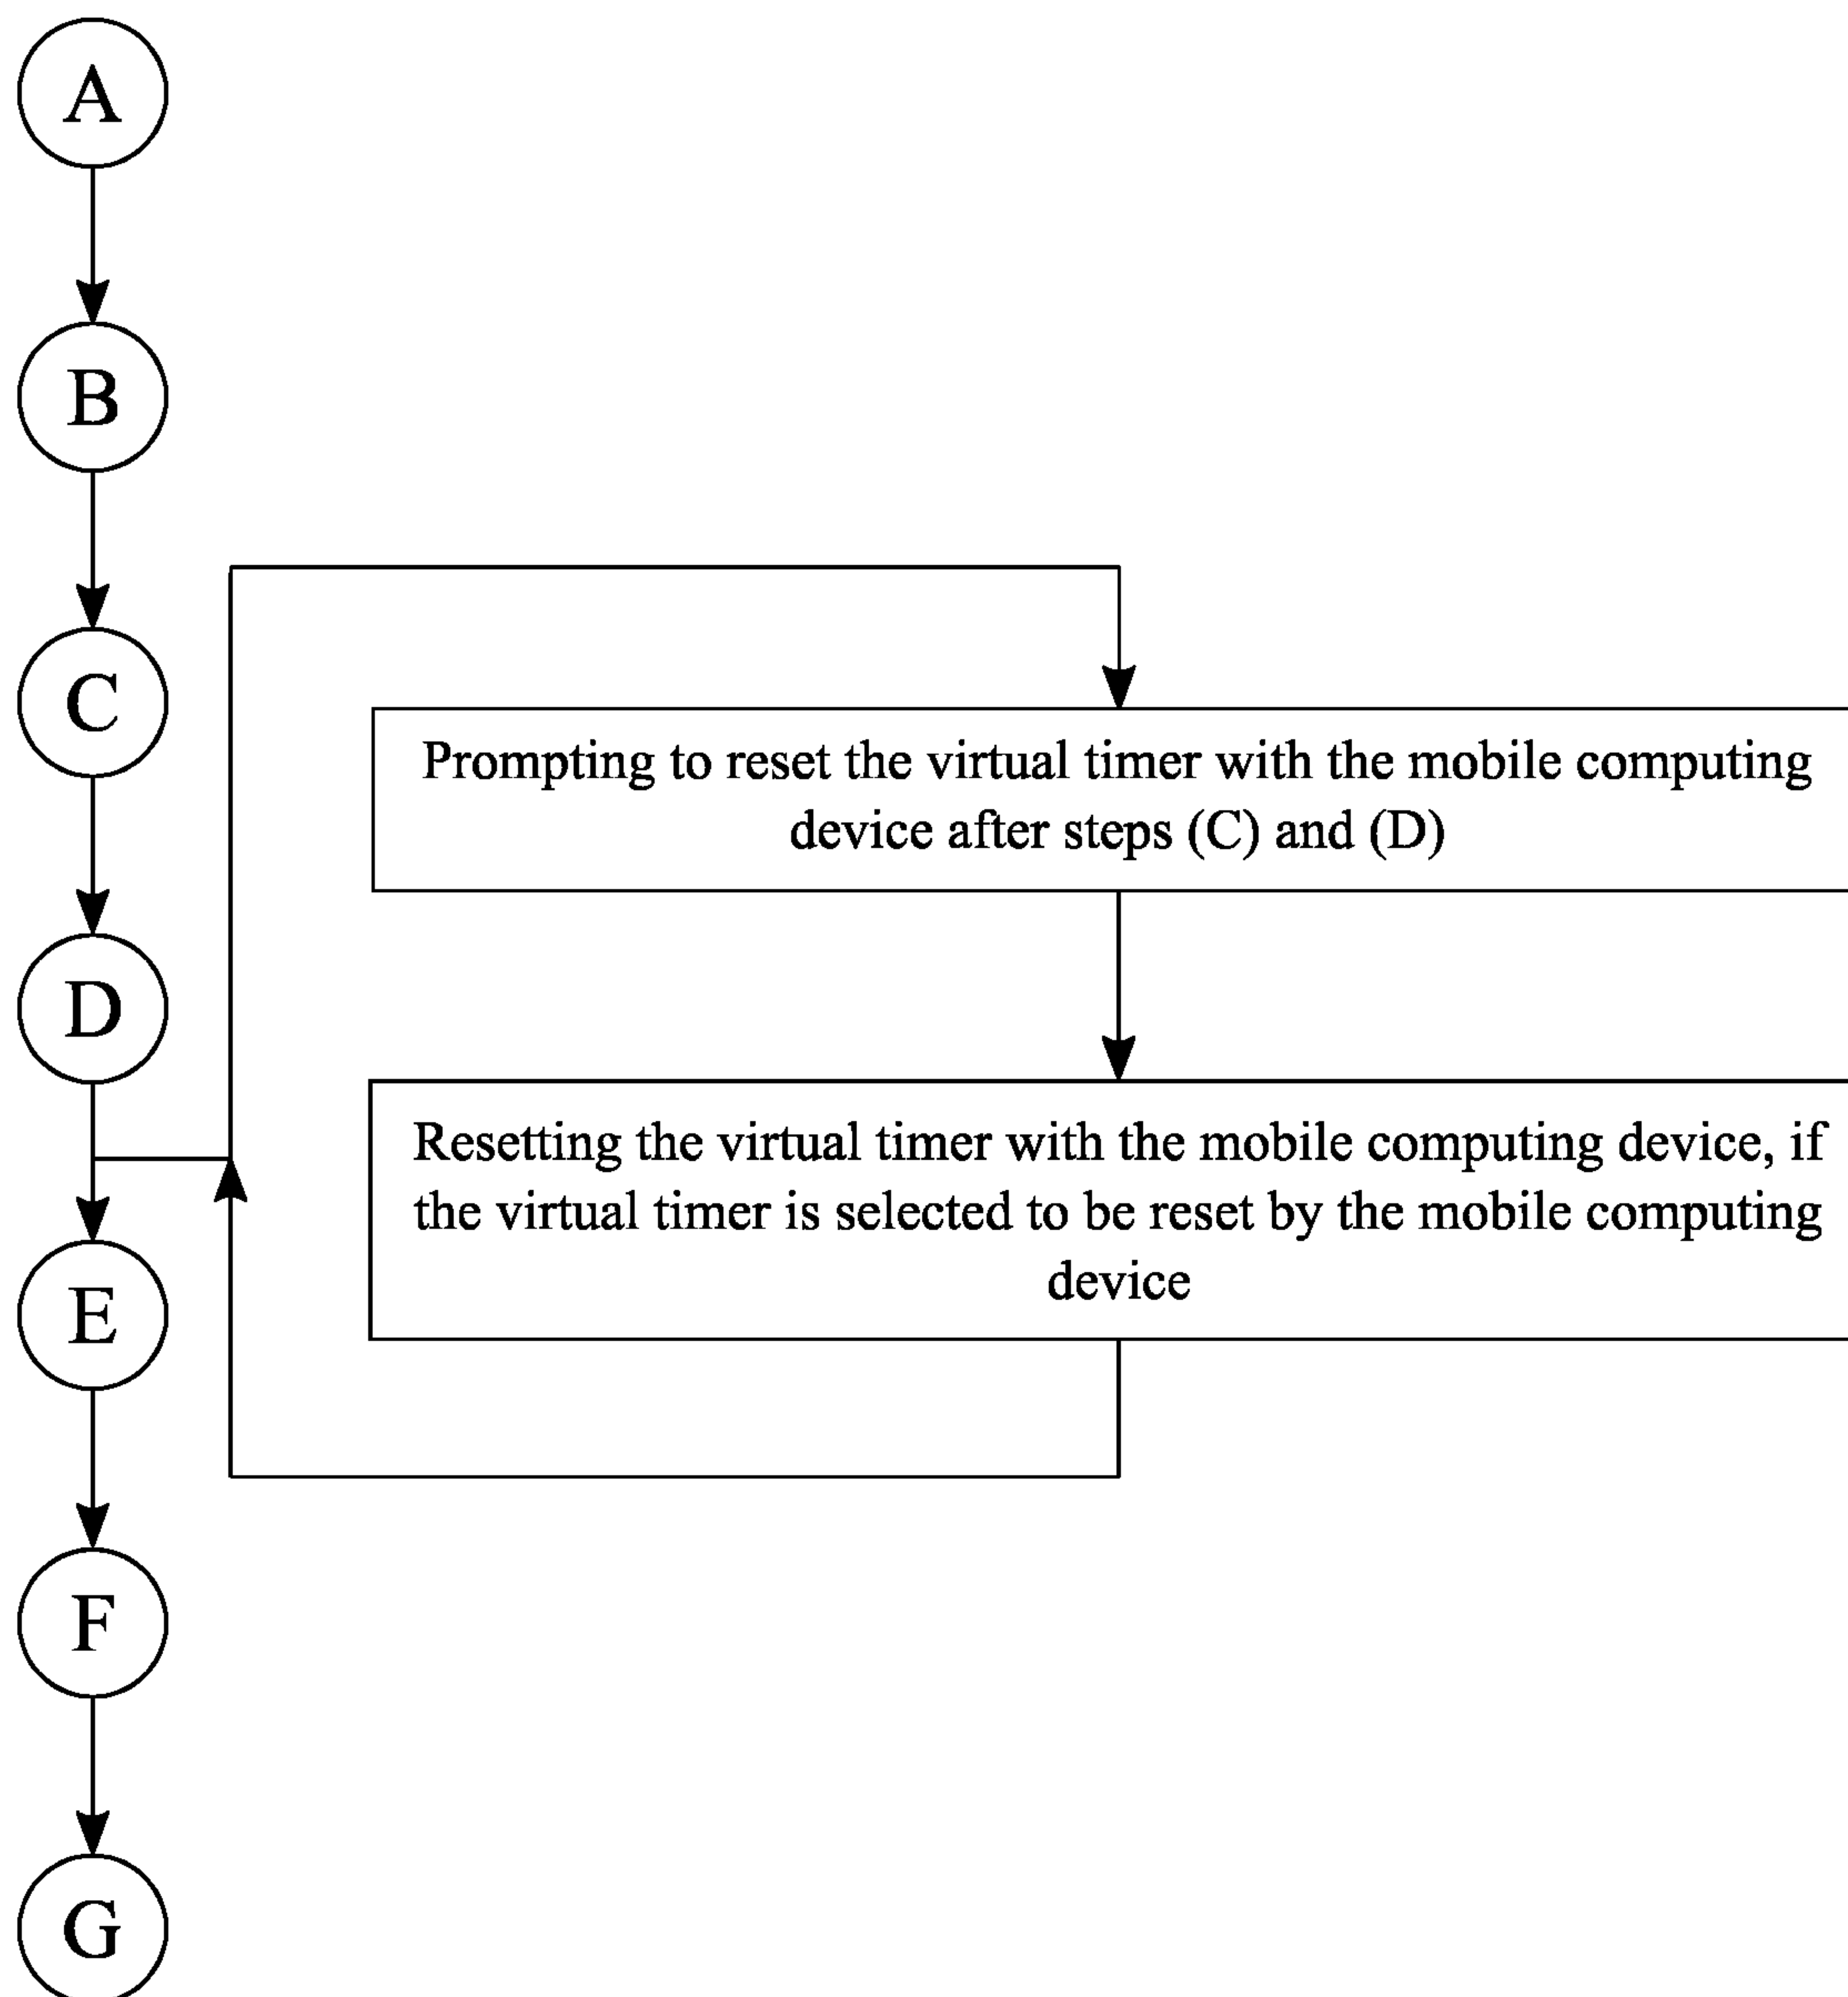 A
B
C
Prompting to reset the virtual timer with the mobile computing
device after steps (C) and (D)
D
Resetting the virtual timer with the mobile computing device, if
the virtual timer is selected to be reset by the mobile computing
device
E
F
G